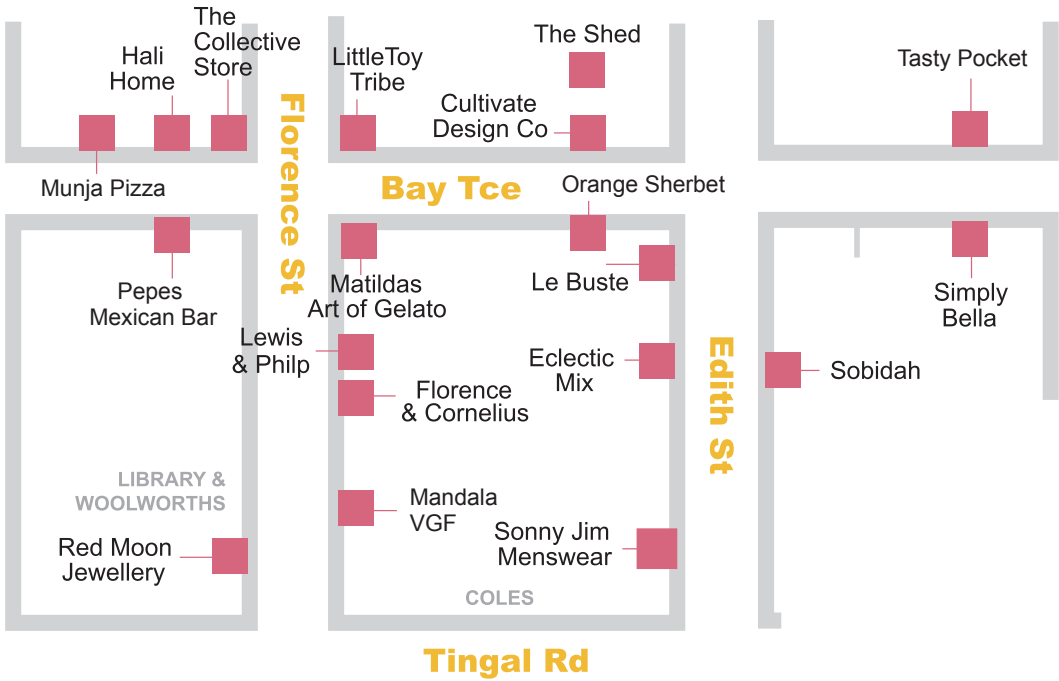 The
Collective
Store
Hali
Home
LittleToy
Tribe
The Shed
Cultivate
Design Co
Tasty Pocket
Munja Pizza
Florence St
Bay Tce
Orange Sherbet
Pepes
Mexican Bar
Matildas
Art of Gelato
Le Buste
Simply
Bella
Lewis
& Philp
Eclectic
Mix
Edith St
Sobidah
Florence
& Cornelius
LIBRARY &
WOOLWORTHS
Mandala
VGF
Sonny Jim
Menswear
Red Moon
Jewellery
COLES
Tingal Rd